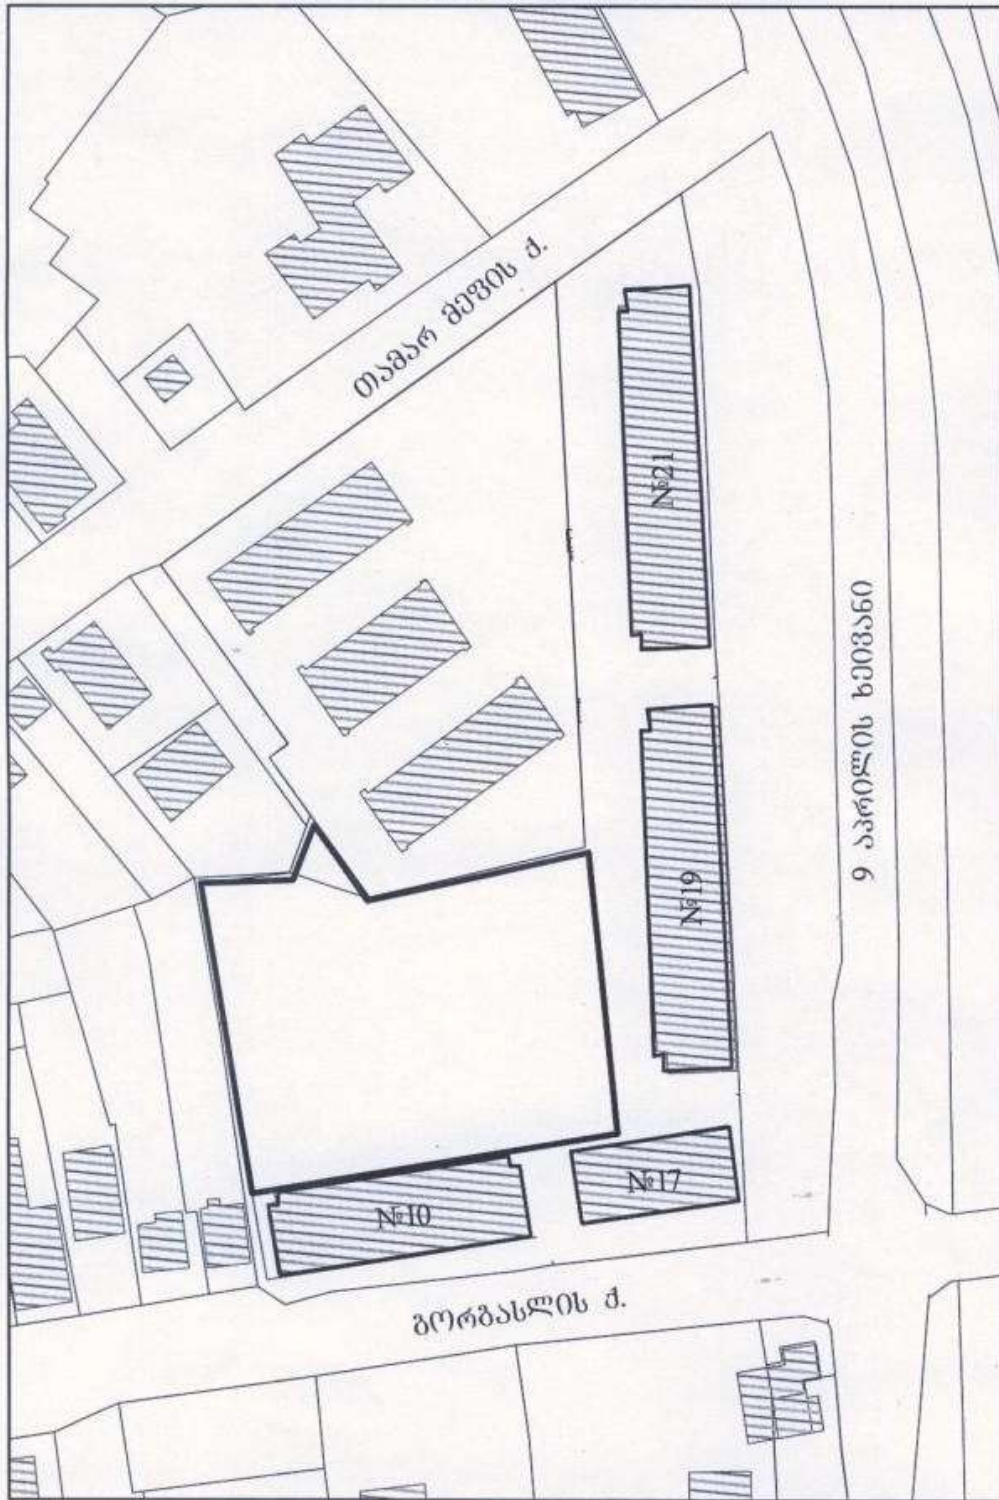 თამარ მეფის ქ.
№21
9 აპრილის ხეივანი
№19
№17
№10
გორგასლის ქ.